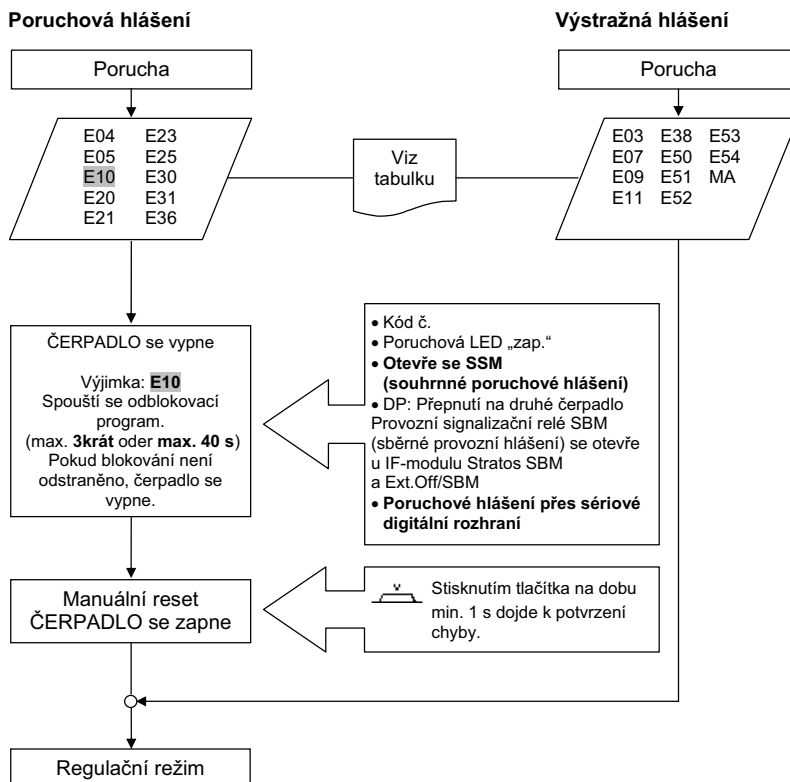 Poruchová hlášení
Výstražná hlášení
Porucha
Porucha
E04 E23
E05 E25
E10 E30
E20 E31
E21 E36
Viz
tabulku
E03 E38 E53
E07 E50 E54
E09 E51 MA
E11 E52
ČERPADLO se vypne
Výjimka: E10
Spouští se odblokovací
program.
(max. 3krát oder max. 40 s)
Pokud blokování není
odstraněno, čerpadlo se
vypne.
• Kód č.
• Poruchová LED „zap.“
• Otevře se SSM
(souhrnné poruchové hlášení)
• DP: Přepnutí na druhé čerpadlo
Provozní signalizační relé SBM
(sběrné provozní hlášení) se otevře
u IF-modulu Stratos SBM
a Ext.Off/SBM
• Poruchové hlášení přes sériové
digitální rozhraní
Manuální reset
ČERPADLO se zapne
Stisknutím tlačítka na dobu
min. 1 s dojde k potvrzení
chyby.
Regulační režim